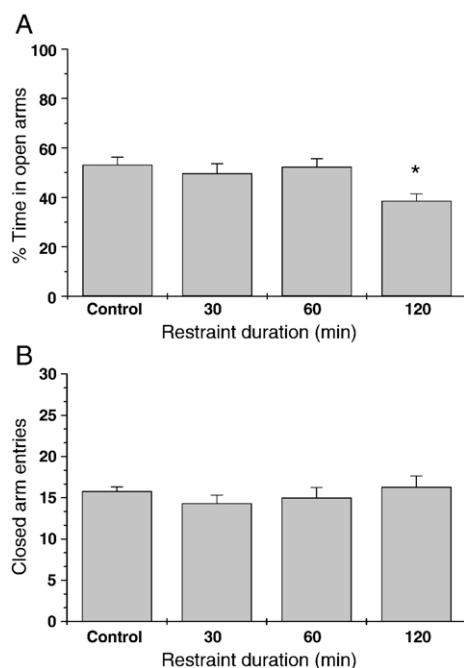 A
% Time in open arms
100
80
60
40
20
0
*
Control 30 60 120
Restraint duration (min)
B
Closed arm entries
30
25
20
15
10
5
0
Control 30 60 120
Restraint duration (min)